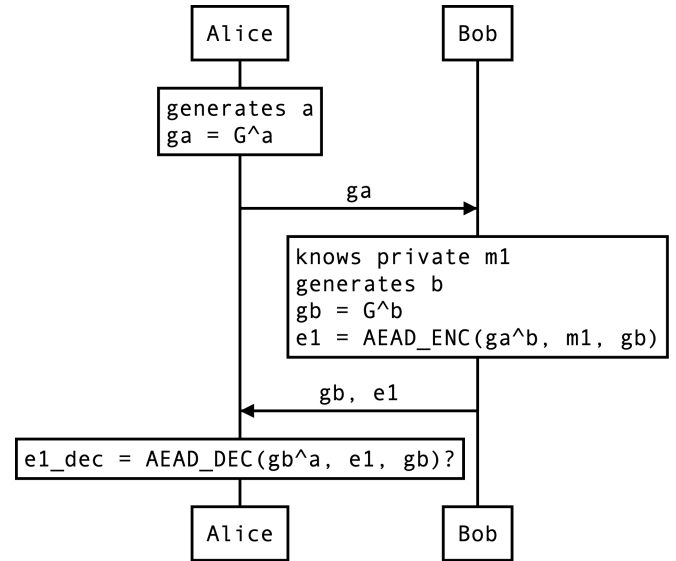 Alice
Bob
generates a
ga = G^a
ga
knows private m1
generates b
gb = G^b
e1 = AEAD_ENC(ga^b, m1, gb)
gb, e1
e1_dec = AEAD_DEC(gb^a, e1, gb)?
Alice
Bob